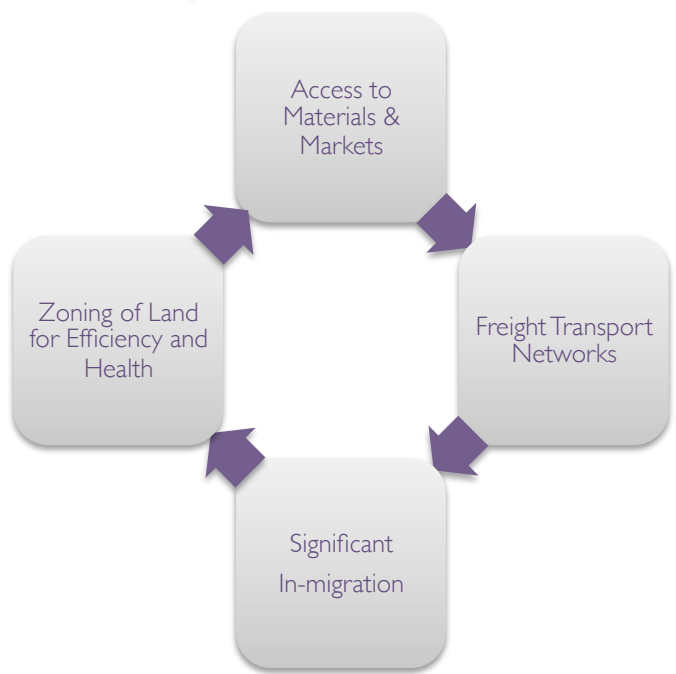 Access to
Materials &
Markets
Zoning of Land
for Efficiency and
Health
Freight Transport
Networks
Significant
In-migration